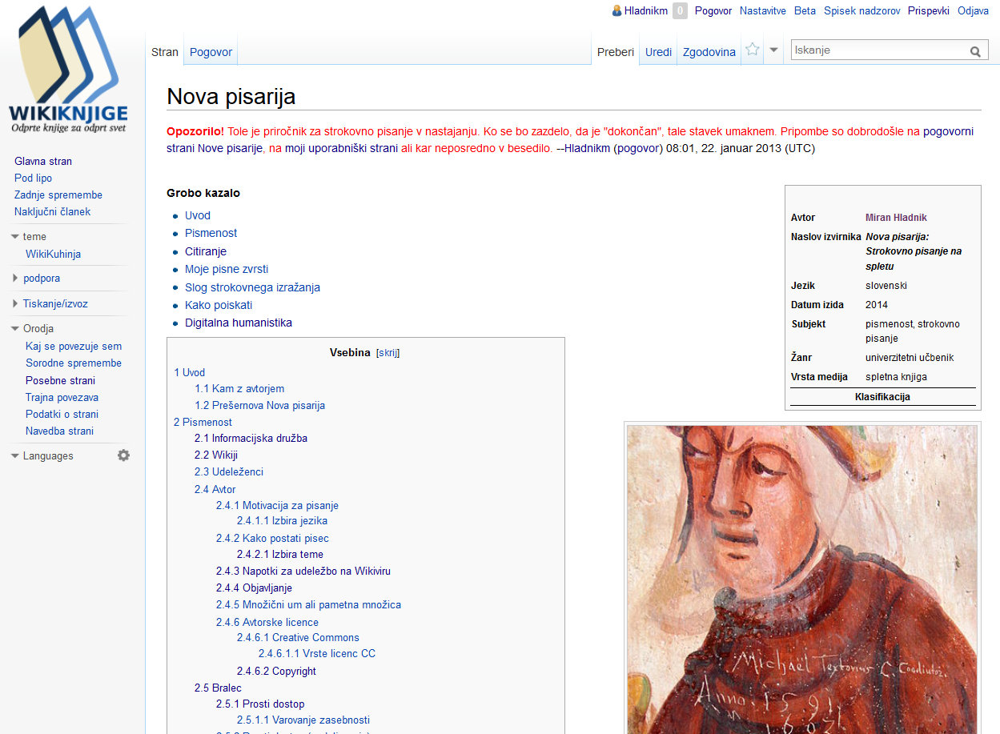 Hladnikm 0 Pogovor Nastavitve Beta Spisek nadzorov Prispevki Odjava
Stran Pogovor Preberi Uredi Zgodovina Iskanje
WIKIKNJIGE
Odprte knjige za odprt svet
Glavna stran
Pod lipo
Zadnje spremembe
Naključni članek
teme
WikiKuhinja
podpora
Tiskanje/izvoz
Orodja
Kaj se povezuje sem
Sorodne spremembe
Posebne strani
Trajna povezava
Podatki o strani
Navedba strani
Languages
Nova pisarija
Opozorilo! Tole je priročnik za strokovno pisanje v nastajanju. Ko se bo zazdelo, da je "dokončan", tale stavek umaknem. Pripombe so dobrodošle na pogovorni
strani Nove pisarije, na moji uporabniški strani ali kar neposredno v besedilo. --Hladnikm (pogovor) 08:01, 22. januar 2013 (UTC)
Grobo kazalo
Uvod
Pismenost
Citiranje
Moje pisne zvrsti
Slog strokovnega izražanja
Kako poiskati
Digitalna humanistika
Vsebina [skrij]
1 Uvod
1.1 Kam z avtorjem
1.2 Prešernova Nova pisarija
2 Pismenost
2.1 Informacijska družba
2.2 Wikiji
2.3 Udeleženci
2.4 Avtor
2.4.1 Motivacija za pisanje
2.4.1.1 Izbira jezika
2.4.2 Kako postati pisec
2.4.2.1 Izbira teme
2.4.3 Napotki za udeležbo na Wikiviru
2.4.4 Objavljanje
2.4.5 Množični um ali pametna množica
2.4.6 Avtorske licence
2.4.6.1 Creative Commons
2.4.6.1.1 Vrste licenc CC
2.4.6.2 Copyright
2.5 Bralec
2.5.1 Prosti dostop
2.5.1.1 Varovanje zasebnosti
Avtor Miran Hladnik
Naslov izvirnika Nova pisarija:
Strokovno pisanje na
spletu
Jezik slovenski
Datum izida 2014
Subjekt pismenost, strokovno
pisanje
Žanr univerzitetni učbenik
Vrsta medija spletna knjiga
Klasifikacija
Michaël Textorius C. Coadiutor.
Anno. 1591.